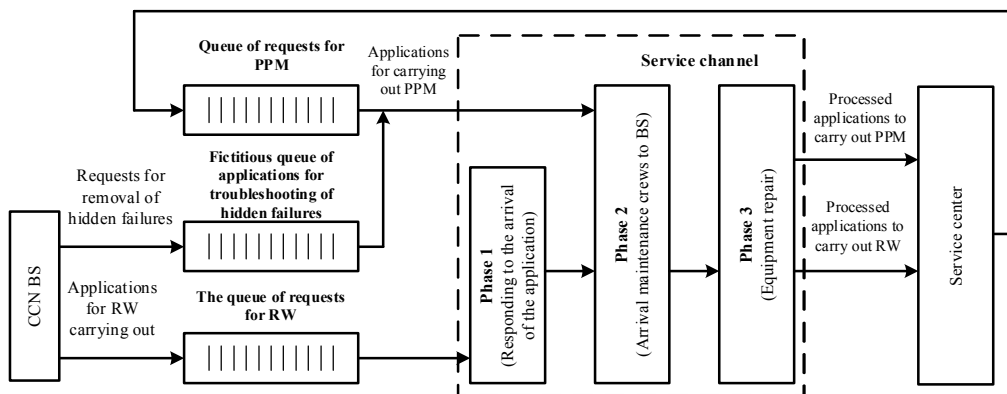 Queue of requests for
PPM
Applications
for carrying
out PPM
Service channel
Fictitious queue of
applications for
troubleshooting of
hidden failures
Requests for
removal of
hidden failures
CCN BS
Applications
for RW
carrying out
The queue of requests
for RW
Phase 1
(Responding to the arrival
of the application)
Phase 2
(Arrival maintenance crews to BS)
Phase 3
(Equipment repair)
Processed
applications to
carry out PPM
Processed
applications to
carry out RW
Service center